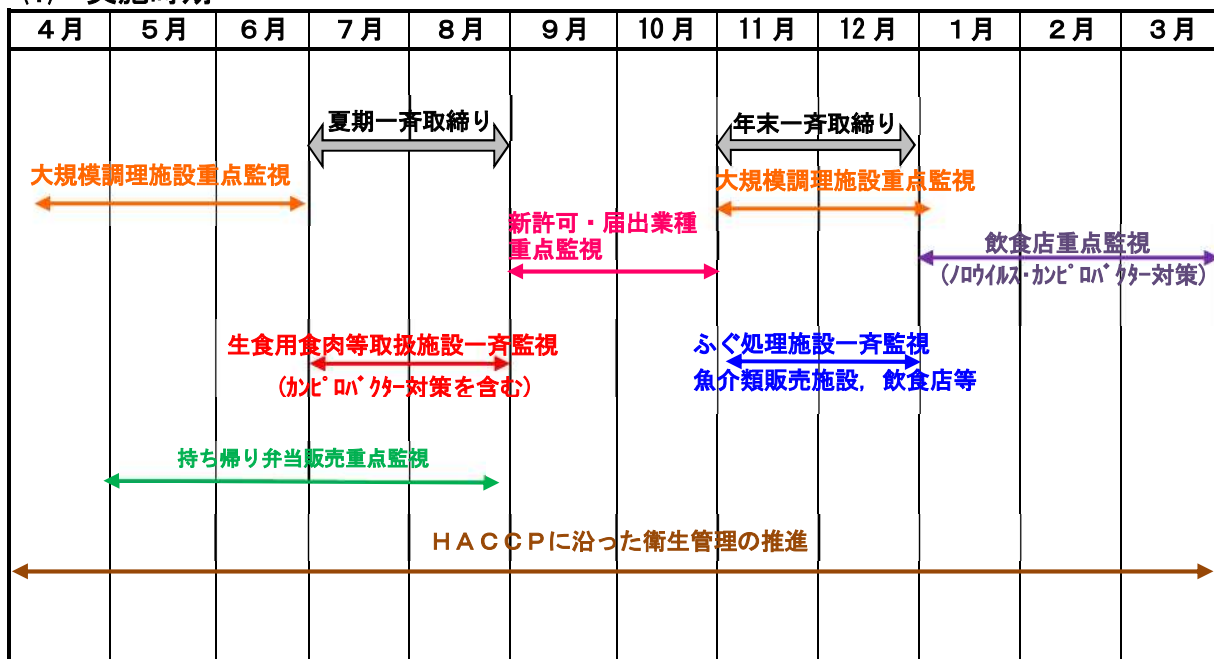 (1) 実施時期
４月 ５月 ６月 ７月 ８月 ９月 10月 11月 12月 １月 ２月 ３月
夏期一斉取締り
年末一斉取締り
大規模調理施設重点監視
大規模調理施設重点監視
新許可・届出業種
重点監視
飲食店重点監視
(ﾉﾛｳｲﾙｽ･ｶﾝﾋﾟﾛﾊﾞｸﾀｰ対策)
生食用食肉等取扱施設一斉監視
(ｶﾝﾋﾟﾛﾊﾞｸﾀｰ対策を含む)
ふぐ処理施設一斉監視
魚介類販売施設，飲食店等
持ち帰り弁当販売重点監視
ＨＡＣＣＰに沿った衛生管理の推進